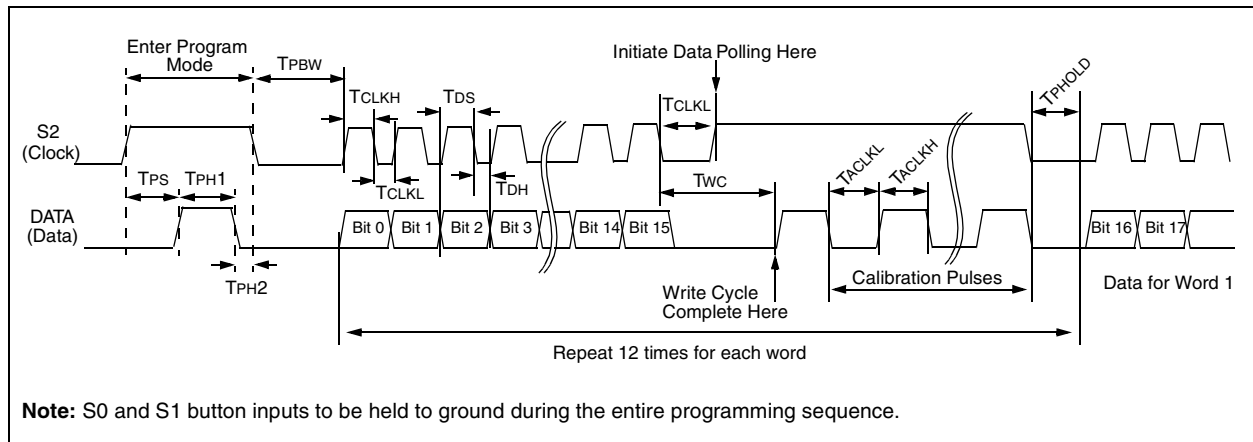 Enter Program
Mode
TPBW
Initiate Data Polling Here
TPHOLD
TCLKH
TDS
TCLKL
S2
(Clock)
TPS
TPH1
TCLKL
TDH
TWC
TACLKL
TACLKH
DATA
(Data)
Bit 0
Bit 1
Bit 2
Bit 3
Bit 14
Bit 15
Bit 16
Bit 17
TPH2
Write Cycle
Complete Here
Calibration Pulses
Data for Word 1
Repeat 12 times for each word
Note: S0 and S1 button inputs to be held to ground during the entire programming sequence.